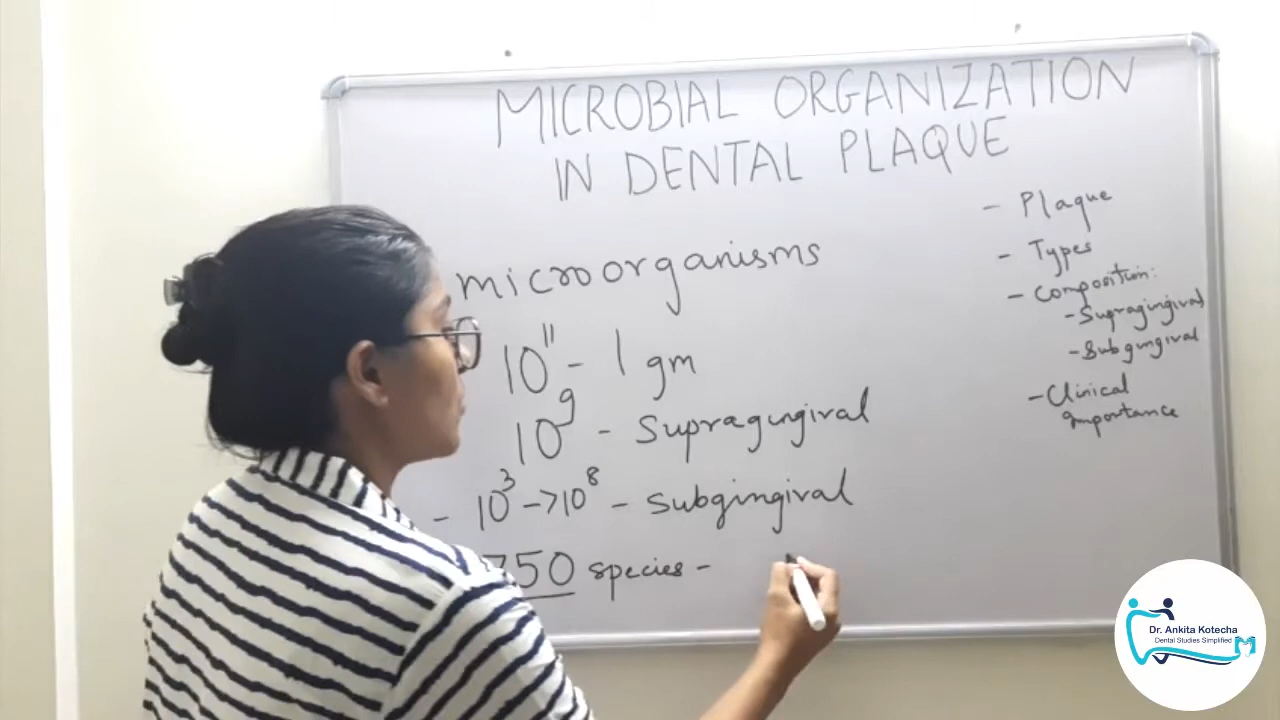 MICROBIAL ORGANIZATION
IN DENTAL PLAQUE
microorganisms
10¹¹ - 1 gm
10⁹ - Supragingival
- 10³ -> 10⁸ - Subgingival
750 species -
- Plaque
- Types
- Composition:
- Supragingival
- Subgingival
- Clinical
importance
Dr. Ankita Kotecha
Dental Studies Simplified